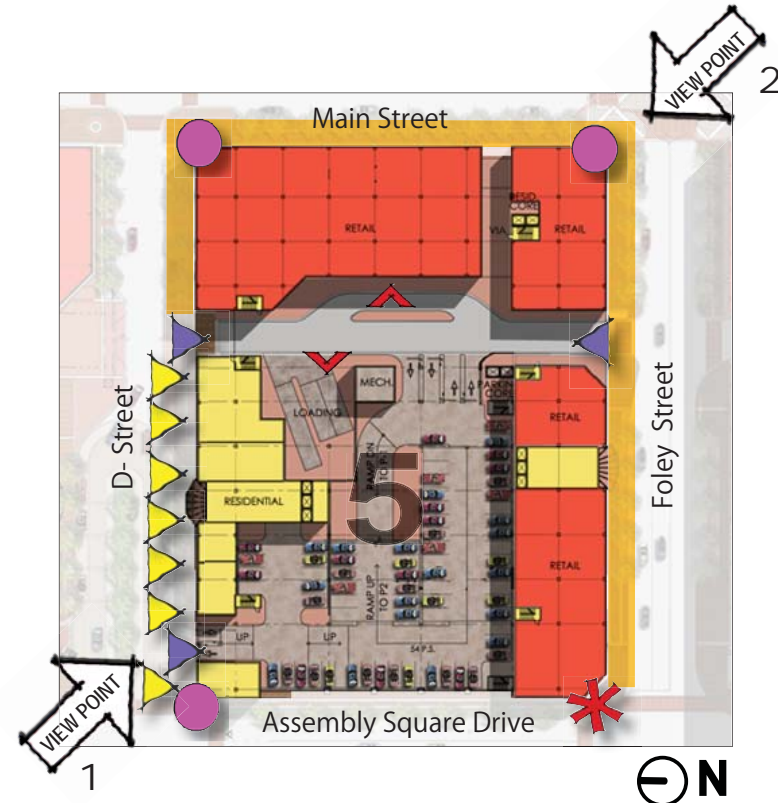 VIEW POINT
2
Main Street
RESID.
CORE
RETAIL
VIA
RETAIL
D- Street
Foley Street
MECH.
PARKING
CORE
LOADING
RETAIL
RAMP DN
TO P-1
5
RESIDENTIAL
RETAIL
RAMP UP
TO P2
UP
UP
54 P.S.
VIEW POINT
1
Assembly Square Drive
N